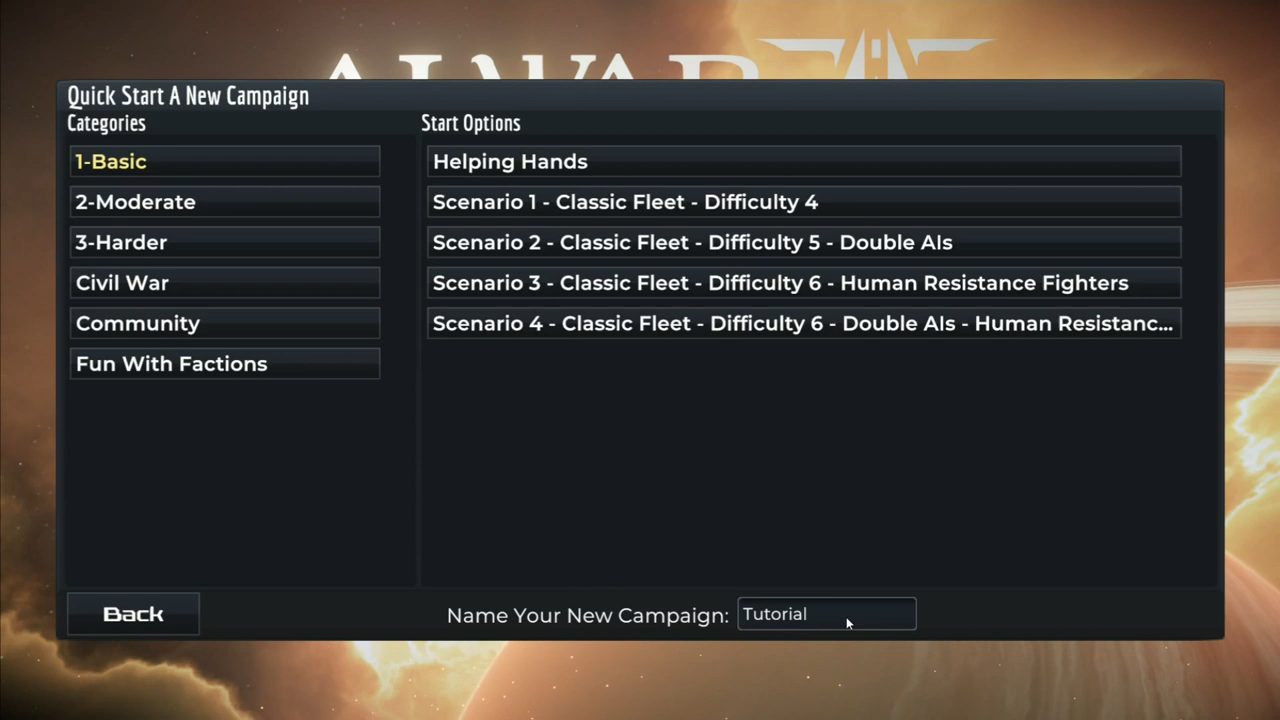 Quick Start A New Campaign
Categories
Start Options
1-Basic
2-Moderate
3-Harder
Civil War
Community
Fun With Factions
Helping Hands
Scenario 1 - Classic Fleet - Difficulty 4
Scenario 2 - Classic Fleet - Difficulty 5 - Double AIs
Scenario 3 - Classic Fleet - Difficulty 6 - Human Resistance Fighters
Scenario 4 - Classic Fleet - Difficulty 6 - Double AIs - Human Resistanc...
Back
Name Your New Campaign: Tutorial